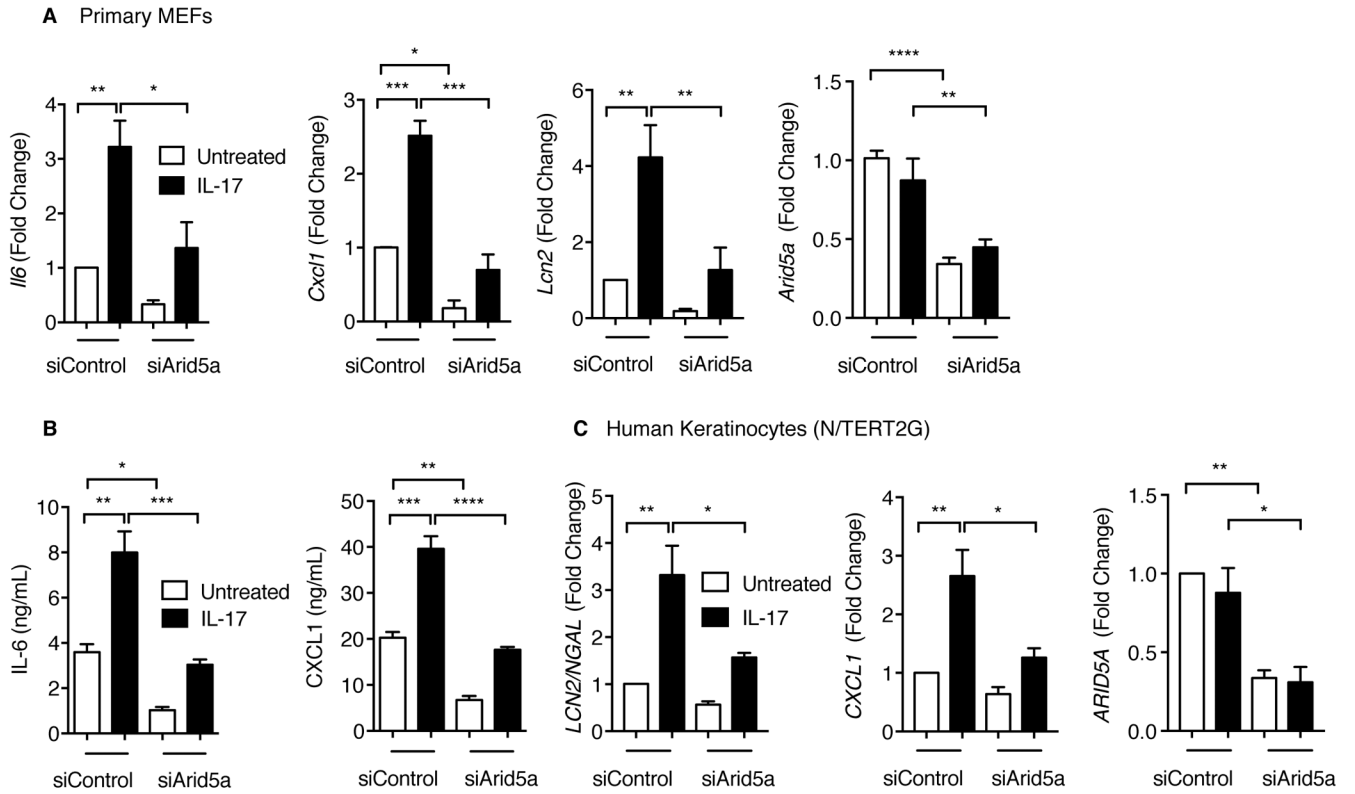 A Primary MEFs
Il6 (Fold Change)
4
3
2
1
0
** *
Untreated
IL-17
siControl siArid5a
Cxcl1 (Fold Change)
3
2
1
0
*
*** ***
siControl siArid5a
Lcn2 (Fold Change)
6
4
2
0
** **
siControl siArid5a
Arid5a (Fold Change)
1.5
1.0
0.5
0.0
****
**
siControl siArid5a
B
IL-6 (ng/mL)
10
8
6
4
2
0
*
** ***
Untreated
IL-17
siControl siArid5a
CXCL1 (ng/mL)
50
40
30
20
10
0
**
*** ****
siControl siArid5a
C Human Keratinocytes (N/TERT2G)
LCN2/NGAL (Fold Change)
5
4
3
2
1
0
** *
Untreated
IL-17
siControl siArid5a
CXCL1 (Fold Change)
4
3
2
1
0
** *
siControl siArid5a
ARID5A (Fold Change)
1.5
1.0
0.5
0.0
**
*
siControl siArid5a